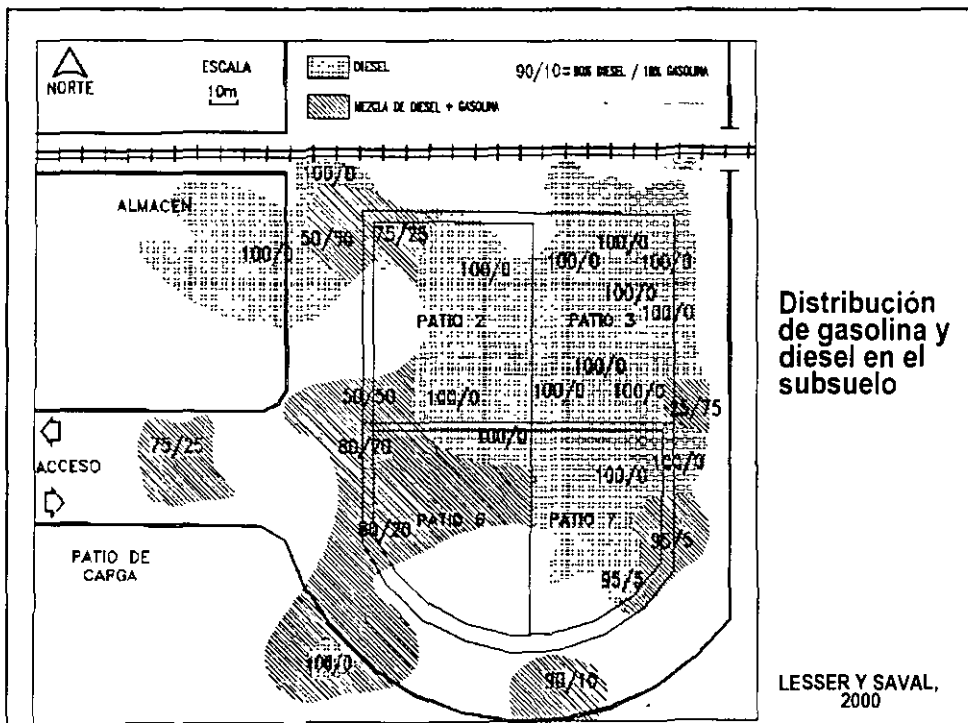 NORTE
ESCALA
10m
DIESEL
MEZCLA DE DIESEL + GASOLINA
90/10= 90% DIESEL / 10% GASOLINA
ALMACEN
100/0
50/50
75/25
100/0
100/0
100/0
100/0
100/0
100/0
100/0
PATIO 2
PATIO 3
100/0
50/50
100/0
100/0
100/0
25/75
75/25
80/20
100/0
100/0
100/0
ACCESO
80/20
PATIO 6
PATIO 7
95/5
95/5
PATIO DE
CARGA
100/0
90/10
Distribución
de gasolina y
diesel en el
subsuelo
LESSER Y SAVAL,
2000